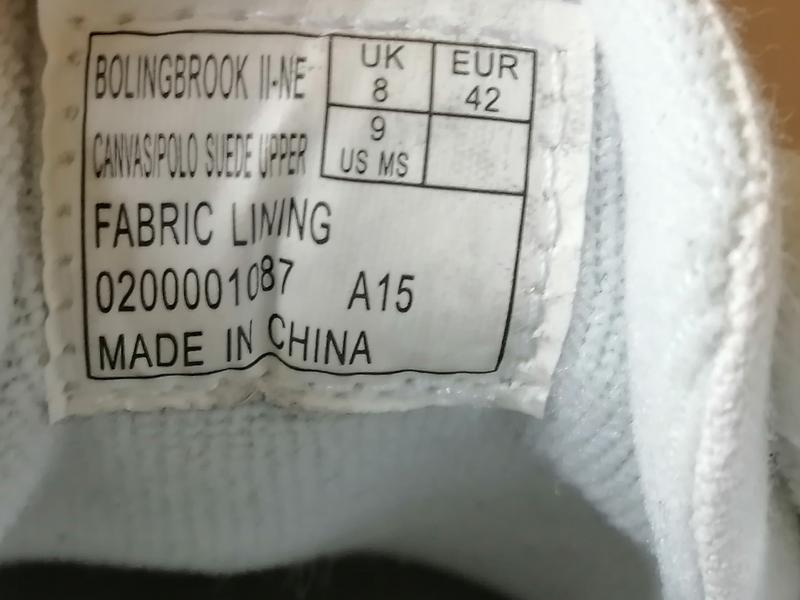 BOLINGBROOK II-NE
CANVAS/POLO SUEDE UPPER
UK
8
EUR
42
9
US MS
FABRIC LINING
0200001087 A15
MADE IN CHINA